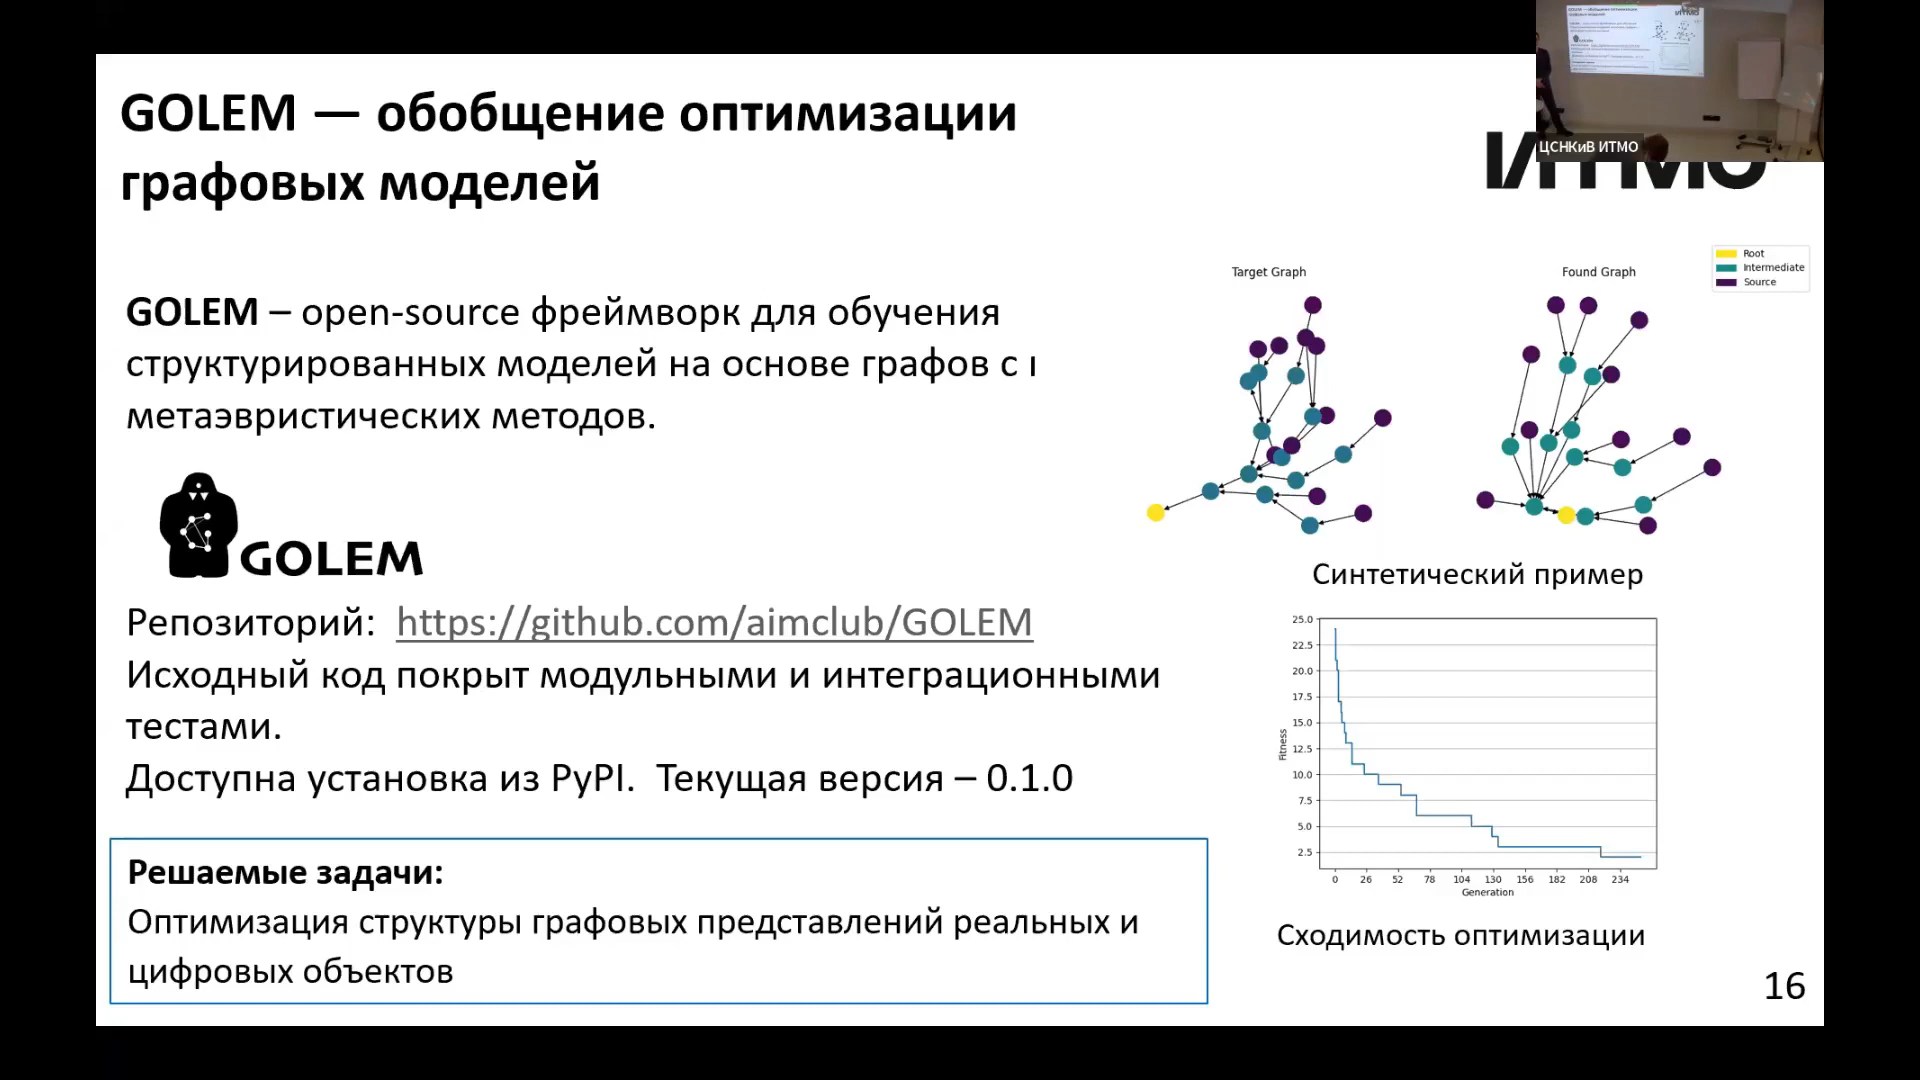 GOLEM — обобщение оптимизации
графовых моделей
ЦСНКиВ ИТМО
ИТМО
GOLEM – open-source фреймворк для обучения
структурированных моделей на основе графов с
метаэвристических методов.
GOLEM
Репозиторий: https://github.com/aimclub/GOLEM
Исходный код покрыт модульными и интеграционными
тестами.
Доступна установка из PyPI. Текущая версия – 0.1.0
Решаемые задачи:
Оптимизация структуры графовых представлений реальных и
цифровых объектов
Target Graph
Found Graph
Root
Intermediate
Source
Синтетический пример
25.0
22.5
20.0
17.5
15.0
12.5
10.0
7.5
5.0
2.5
Fitness
0 26 52 78 104 130 156 182 208 234
Generation
Сходимость оптимизации
16